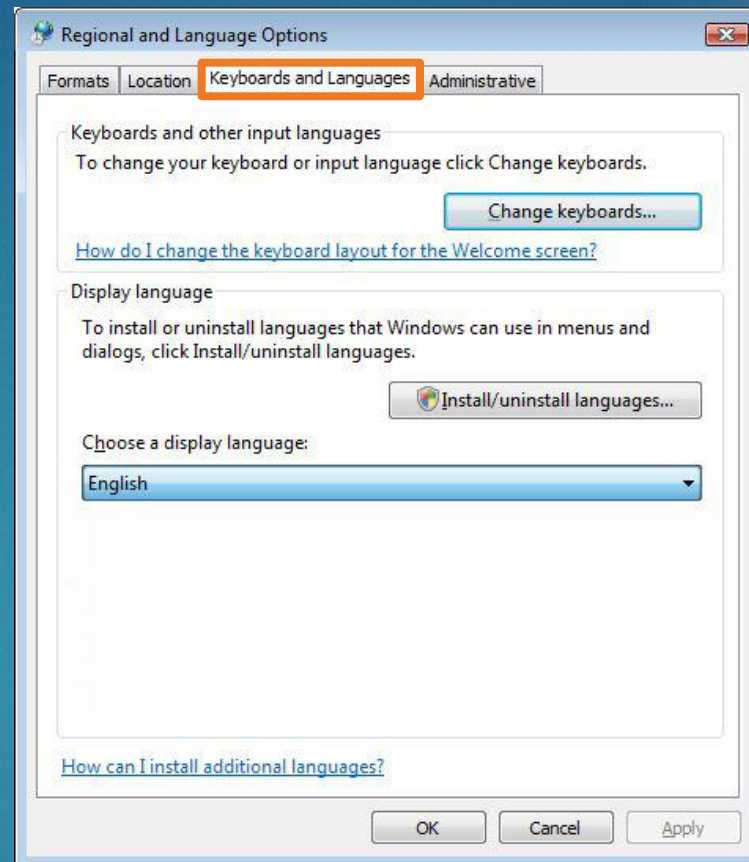 Regional and Language Options
Formats Location Keyboards and Languages Administrative
Keyboards and other input languages
To change your keyboard or input language click Change keyboards.
Change keyboards...
How do I change the keyboard layout for the Welcome screen?
Display language
To install or uninstall languages that Windows can use in menus and
dialogs, click Install/uninstall languages.
Install/uninstall languages...
Choose a display language:
English
How can I install additional languages?
OK Cancel Apply